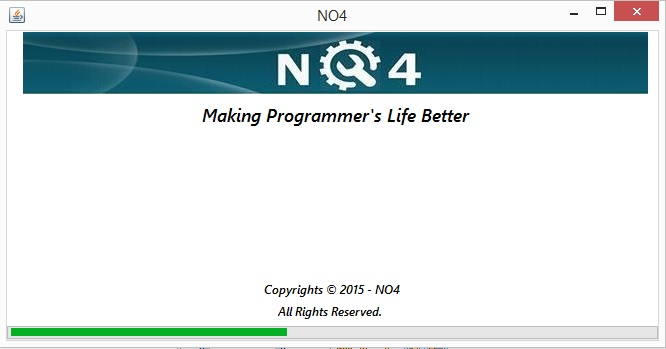 NO4
NO4
Making Programmer's Life Better
Copyrights © 2015 - NO4
All Rights Reserved.